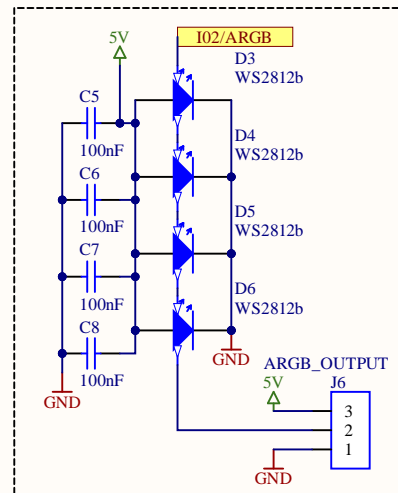 I02/ARGB
5V
D3
WS2812b
C5
100nF
D4
WS2812b
C6
100nF
D5
WS2812b
C7
100nF
D6
WS2812b
C8
100nF
GND
GND
ARGB_OUTPUT
5V
J6
3
2
1
GND